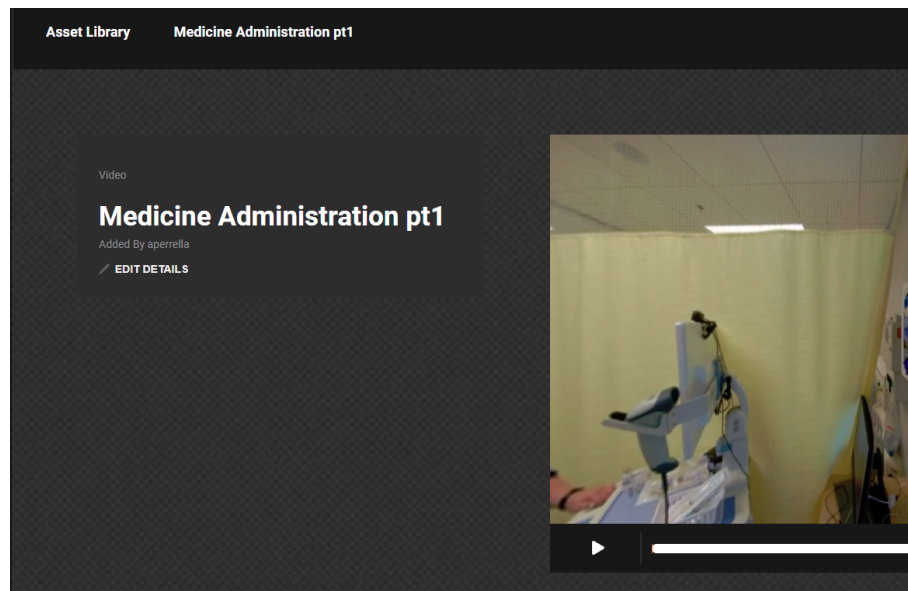 Asset Library
Medicine Administration pt1
Video
Medicine Administration pt1
Added By aperrella
EDIT DETAILS